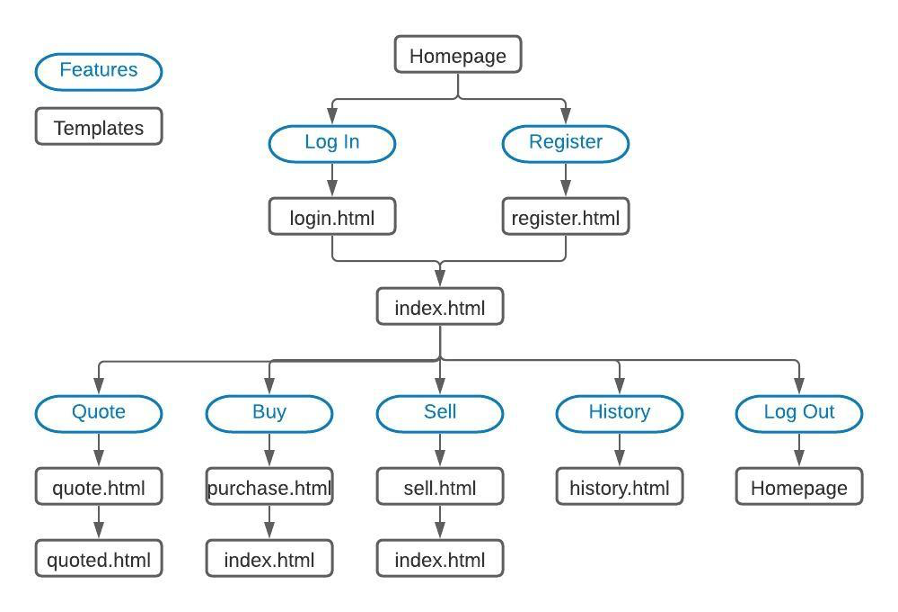 Homepage
Features
Templates
Log In
Register
login.html
register.html
index.html
Quote
Buy
Sell
History
Log Out
quote.html
purchase.html
sell.html
history.html
Homepage
quoted.html
index.html
index.html